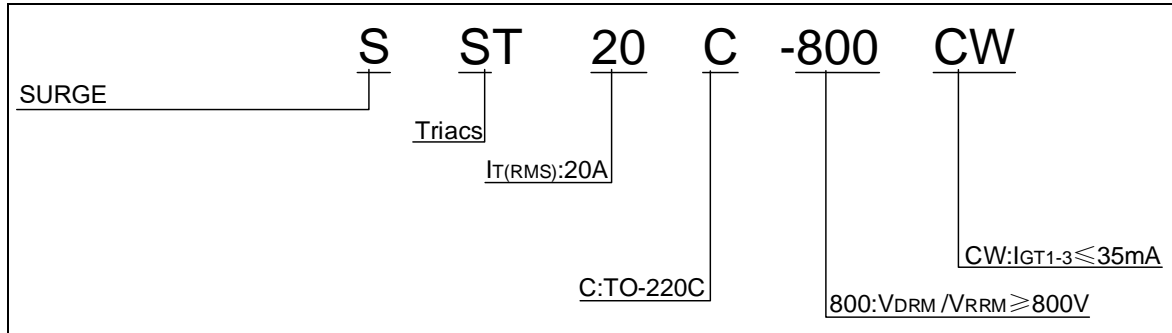 S ST 20 C -800 CW
SURGE
Triacs
IT(RMS):20A
CW:IGT1-3≤35mA
C:TO-220C
800:VDRM /VRRM≥800V